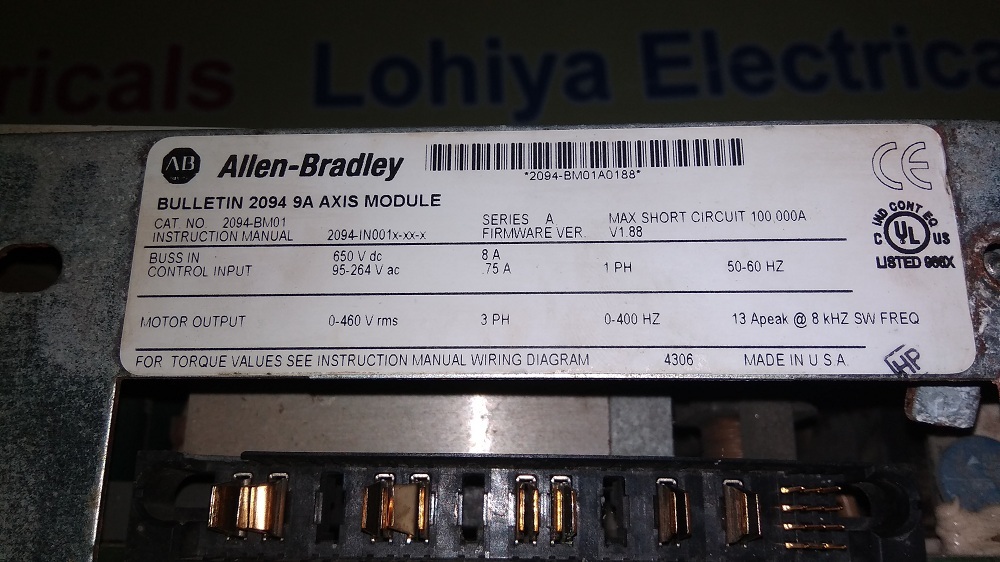 ricals Lohiya Electrica
AB Allen-Bradley
*2094-BM01A0188*
BULLETIN 2094 9A AXIS MODULE
CAT NO 2094-BM01 SERIES A MAX SHORT CIRCUIT 100 000A
INSTRUCTION MANUAL 2094-IN001x-xx-x FIRMWARE VER. V1.88
BUSS IN 650 V dc 8 A
CONTROL INPUT 95-264 V ac .75 A 1 PH 50-60 HZ
MOTOR OUTPUT 0-460 V rms 3 PH 0-400 HZ 13 Apeak @ 8 kHZ SW FREQ
FOR TORQUE VALUES SEE INSTRUCTION MANUAL WIRING DIAGRAM 4306 MADE IN U.S.A.
CE
IND CONT EQ
C UL US
LISTED
HP